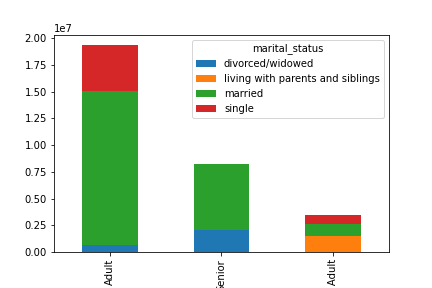 1e7
2.00
1.75
1.50
1.25
1.00
0.75
0.50
0.25
0.00
marital_status
divorced/widowed
living with parents and siblings
married
single
Adult
Adult